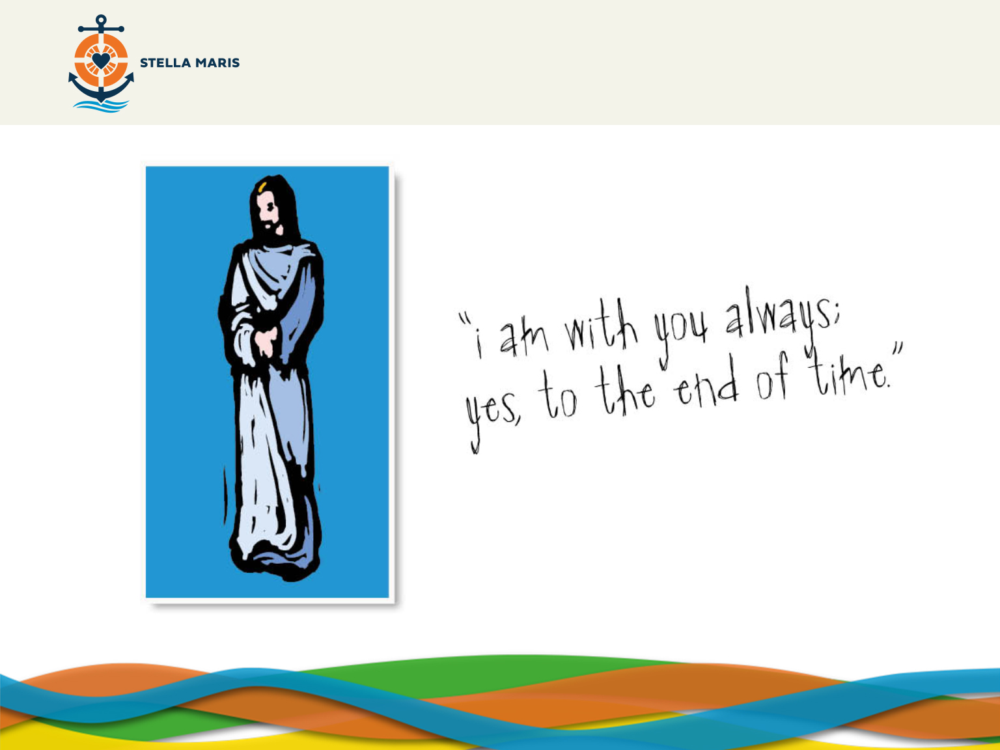 STELLA MARIS
“i am with you always;
yes, to the end of time.”